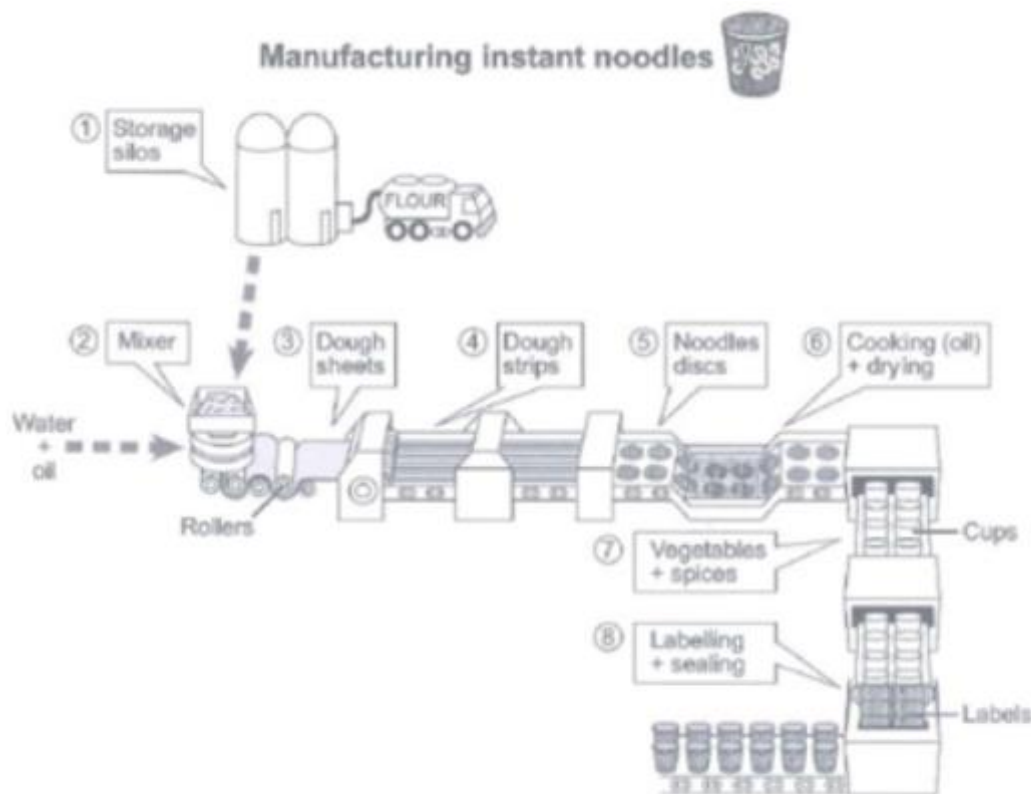 Manufacturing instant noodles
① Storage
silos
FLOUR
② Mixer
③ Dough
sheets
④ Dough
strips
⑤ Noodles
discs
⑥ Cooking (oil)
+ drying
Water
+
oil
Rollers
⑦ Vegetables
+ spices
Cups
⑧ Labelling
+ sealing
Labels